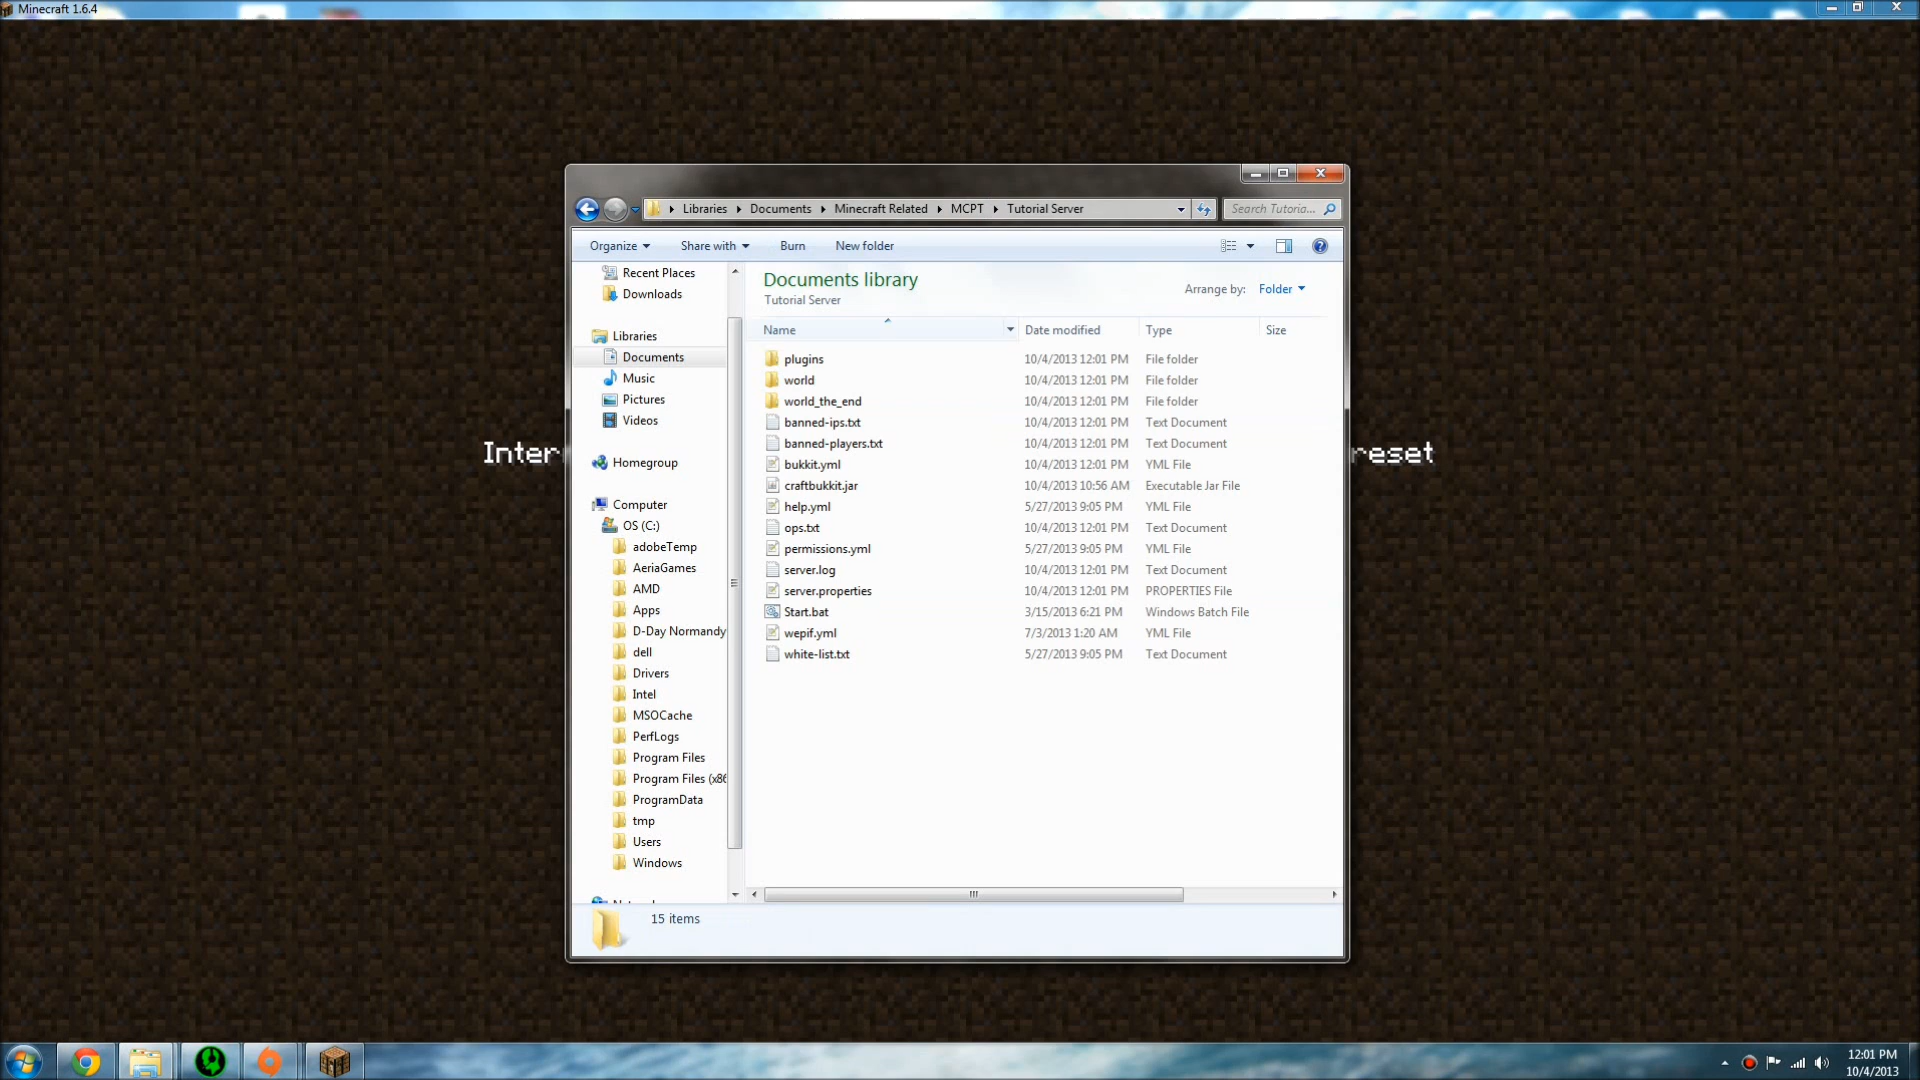 Minecraft 1.6.4
Libraries Documents Minecraft Related MCPT Tutorial Server
Search Tutoria...
Organize Share with Burn New folder
Recent Places
Downloads
Libraries
Documents
Music
Pictures
Videos
Homegroup
Computer
OS (C:)
adobeTemp
AeriaGames
AMD
Apps
D-Day Normandy
dell
Drivers
Intel
MSOCache
PerfLogs
Program Files
Program Files (x86
ProgramData
tmp
Users
Windows
Documents library
Tutorial Server
Arrange by: Folder
Name Date modified Type Size
plugins 10/4/2013 12:01 PM File folder
world 10/4/2013 12:01 PM File folder
world_the_end 10/4/2013 12:01 PM File folder
banned-ips.txt 10/4/2013 12:01 PM Text Document
banned-players.txt 10/4/2013 12:01 PM Text Document
bukkit.yml 10/4/2013 12:01 PM YML File
craftbukkit.jar 10/4/2013 10:56 AM Executable Jar File
help.yml 5/27/2013 9:05 PM YML File
ops.txt 10/4/2013 12:01 PM Text Document
permissions.yml 5/27/2013 9:05 PM YML File
server.log 10/4/2013 12:01 PM Text Document
server.properties 10/4/2013 12:01 PM PROPERTIES File
Start.bat 3/15/2013 6:21 PM Windows Batch File
wepif.yml 7/3/2013 1:20 AM YML File
white-list.txt 5/27/2013 9:05 PM Text Document
15 items
reset
12:01 PM
10/4/2013